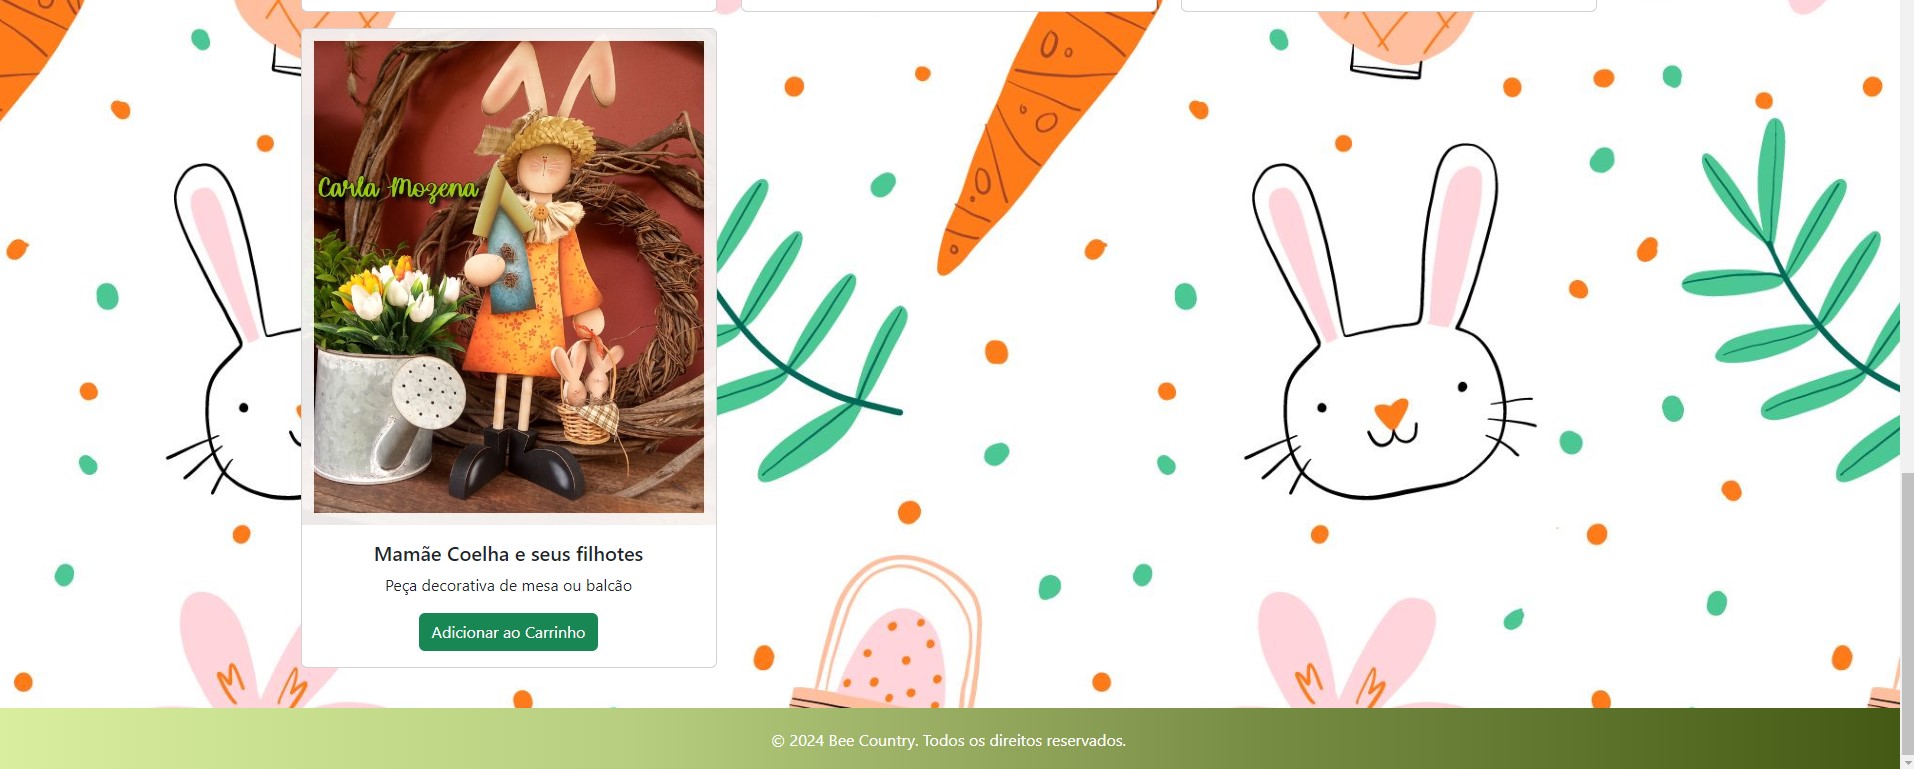 Carla Mozena
Mamãe Coelha e seus filhotes
Peça decorativa de mesa ou balcão
Adicionar ao Carrinho
© 2024 Bee Country. Todos os direitos reservados.